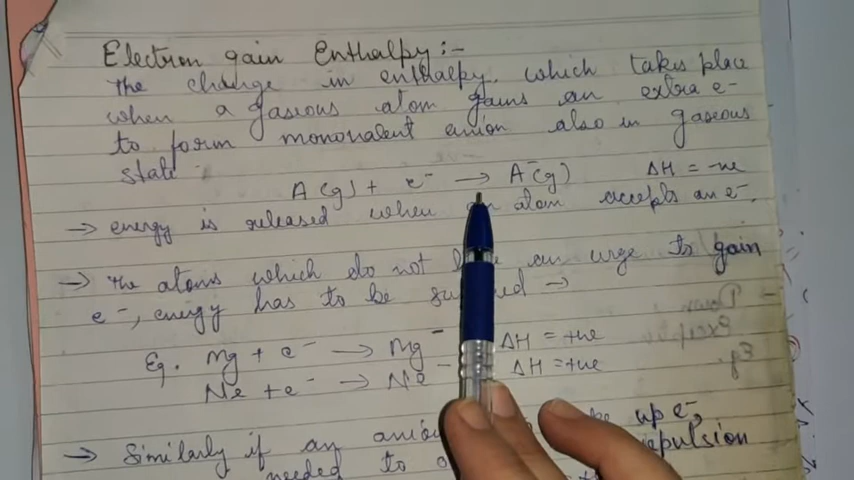 Electron gain Enthalpy:-
The change in enthalpy. which takes place
when a gaseous atom gains an extra e-
to form monovalent anion also in gaseous
state
A(g) + e- → A-(g) ΔH = -ve
→ energy is released when an atom accepts an e-.
→ The atoms which do not an urge to gain
e-, energy has to be →
Eg. Mg + e- → Mg- ΔH = +ve
Ne + e- → Ne- ΔH = +ve
→ Similarly if an up e-,
needed to repulsion